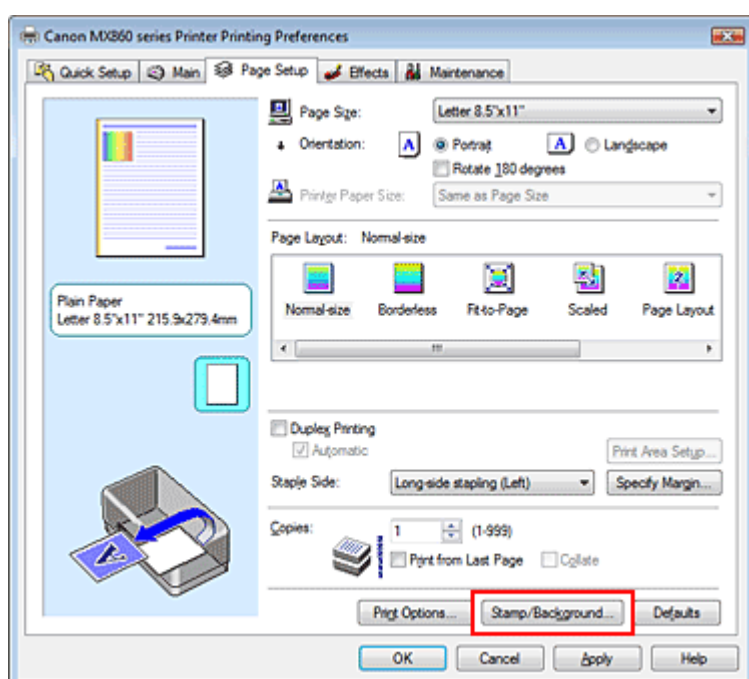 Canon MX860 series Printer Printing Preferences
Quick Setup Main Page Setup Effects Maintenance
Page Size: Letter 8.5"x11"
Orientation: A Portrait A Landscape
Rotate 180 degrees
Printer Paper Size: Same as Page Size
Page Layout: Normal-size
Normal-size Borderless Fit-to-Page Scaled Page Layout
Plain Paper
Letter 8.5"x11" 215.9x279.4mm
Duplex Printing
Automatic
Print Area Setup...
Staple Side: Long-side stapling (Left) Specify Margin...
Copies: 1 (1-999)
Print from Last Page Collate
Print Options... Stamp/Background... Defaults
OK Cancel Apply Help